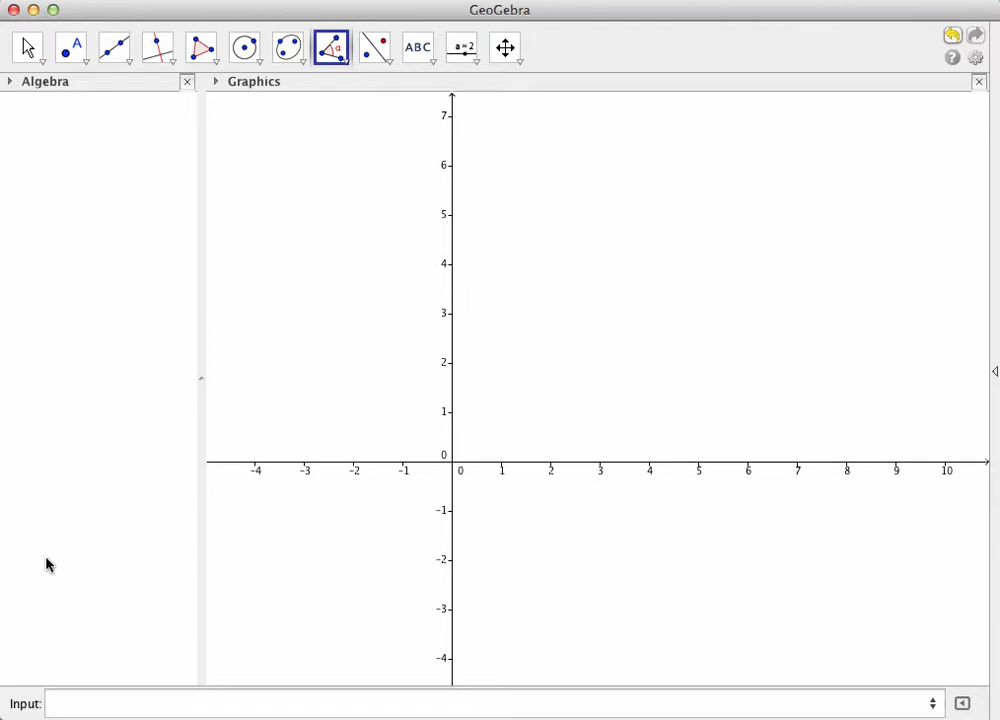 GeoGebra
A α ABC a=2
Algebra
Graphics
7
6
5
4
3
2
1
0
-4 -3 -2 -1 0 1 2 3 4 5 6 7 8 9 10
-1
-2
-3
-4
Input: